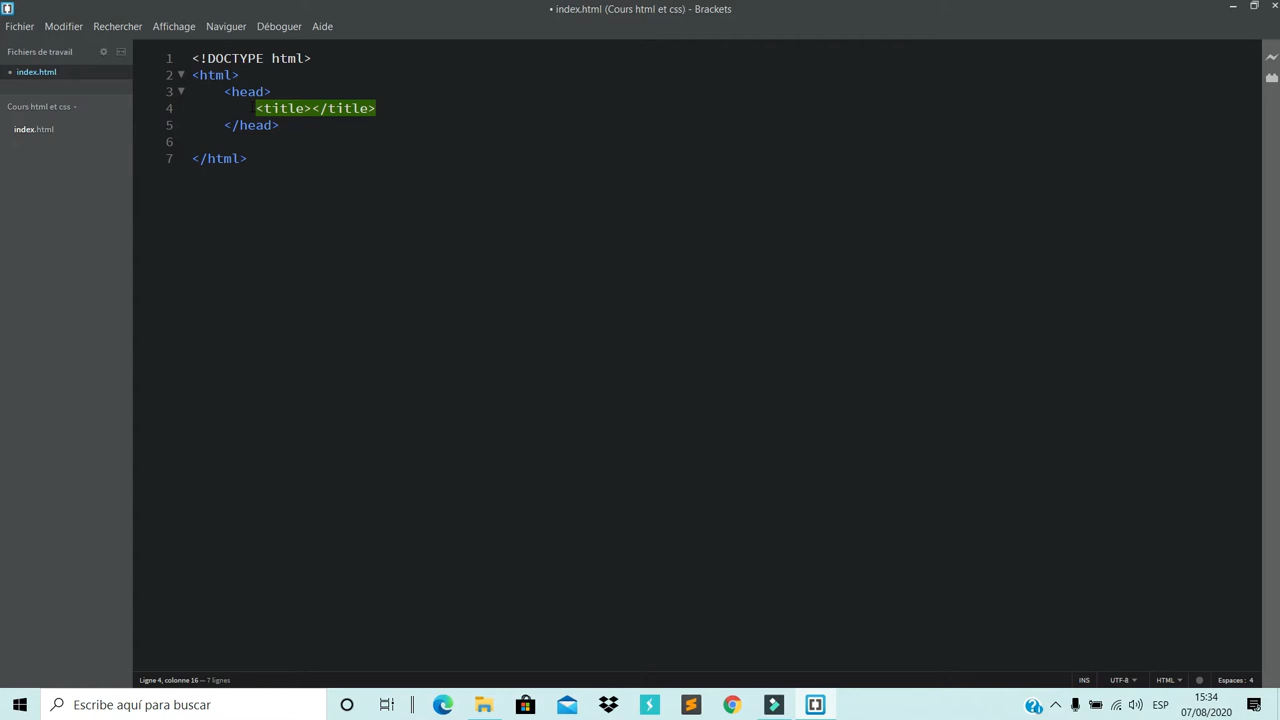 • index.html (Cours html et css) - Brackets
Fichier Modifier Rechercher Affichage Naviguer Déboguer Aide
Fichiers de travail
• index.html
Cours html et css
index.html
1 <!DOCTYPE html>
2 <html>
3 <head>
4 <title></title>
5 </head>
6
7 </html>
Ligne 4, colonne 16 — 7 lignes
INS UTF-8 HTML Espaces : 4
Escribe aquí para buscar
ESP
15:34
07/08/2020